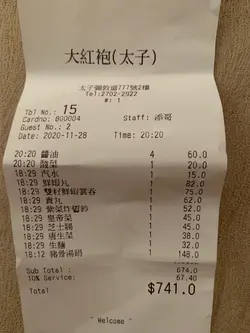 大紅袍(太子)
太子彌敦道777號2樓
Tel:2702-2922
#: 1
Tbl No : 15
Cardno: 800004 Staff: 添哥
Guest No.: 2
Date: 2020-11-28 Time: 20:20
20:20 醬油 4 60.0
20:20 酸菜 1 20.0
18:29 汽水 1 15.0
18:29 鮮蝦丸 1 82.0
18:29 雙籽鮮蝦雲吞 1 75.0
18:29 貢丸 1 62.0
18:29 紫菜炸響鈴 1 52.0
18:29 皇帝菜 1 45.0
18:29 芝士腸 1 45.0
18:29 唐生菜 1 38.0
18:29 生麵 1 32.0
18:12 豬骨湯鍋 1 148.0
Sub Total : 674.0
10% Service: 67.40
Total $741.0
Welcome